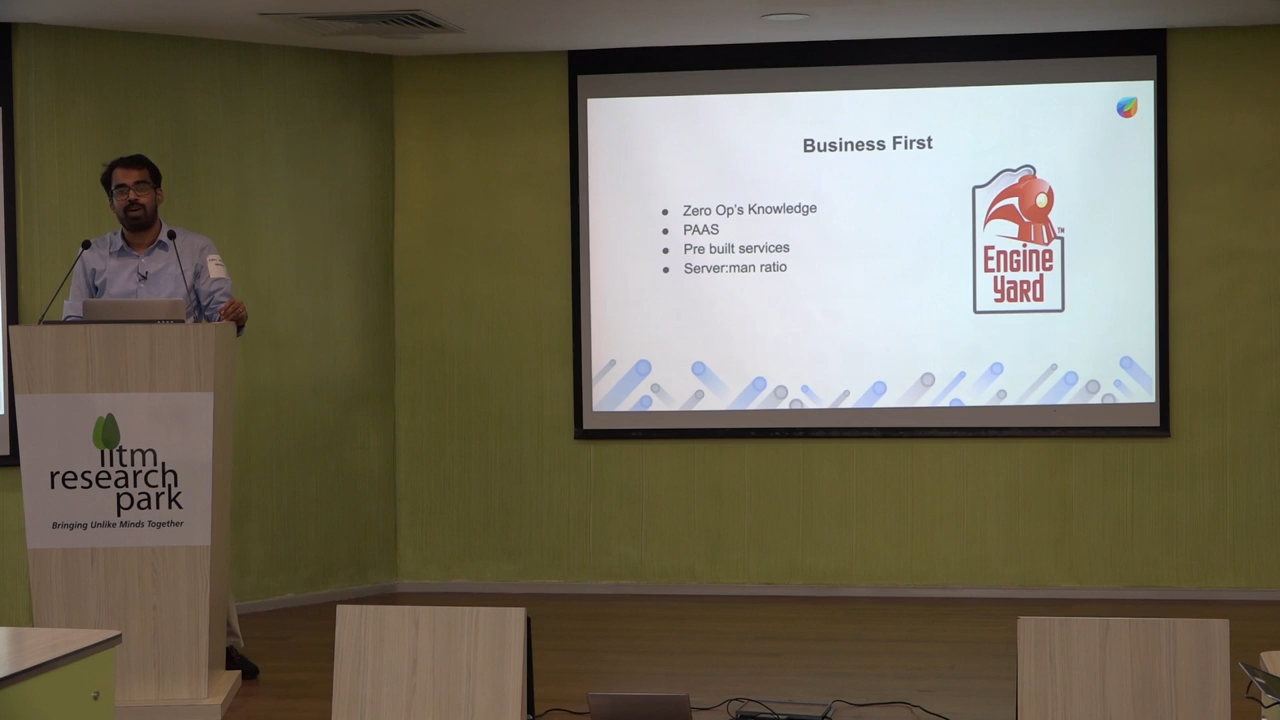 Business First
Zero Op's Knowledge
PAAS
Pre built services
Server:man ratio
Engine
Yard
TM
iitm
research
park
Bringing Unlike Minds Together